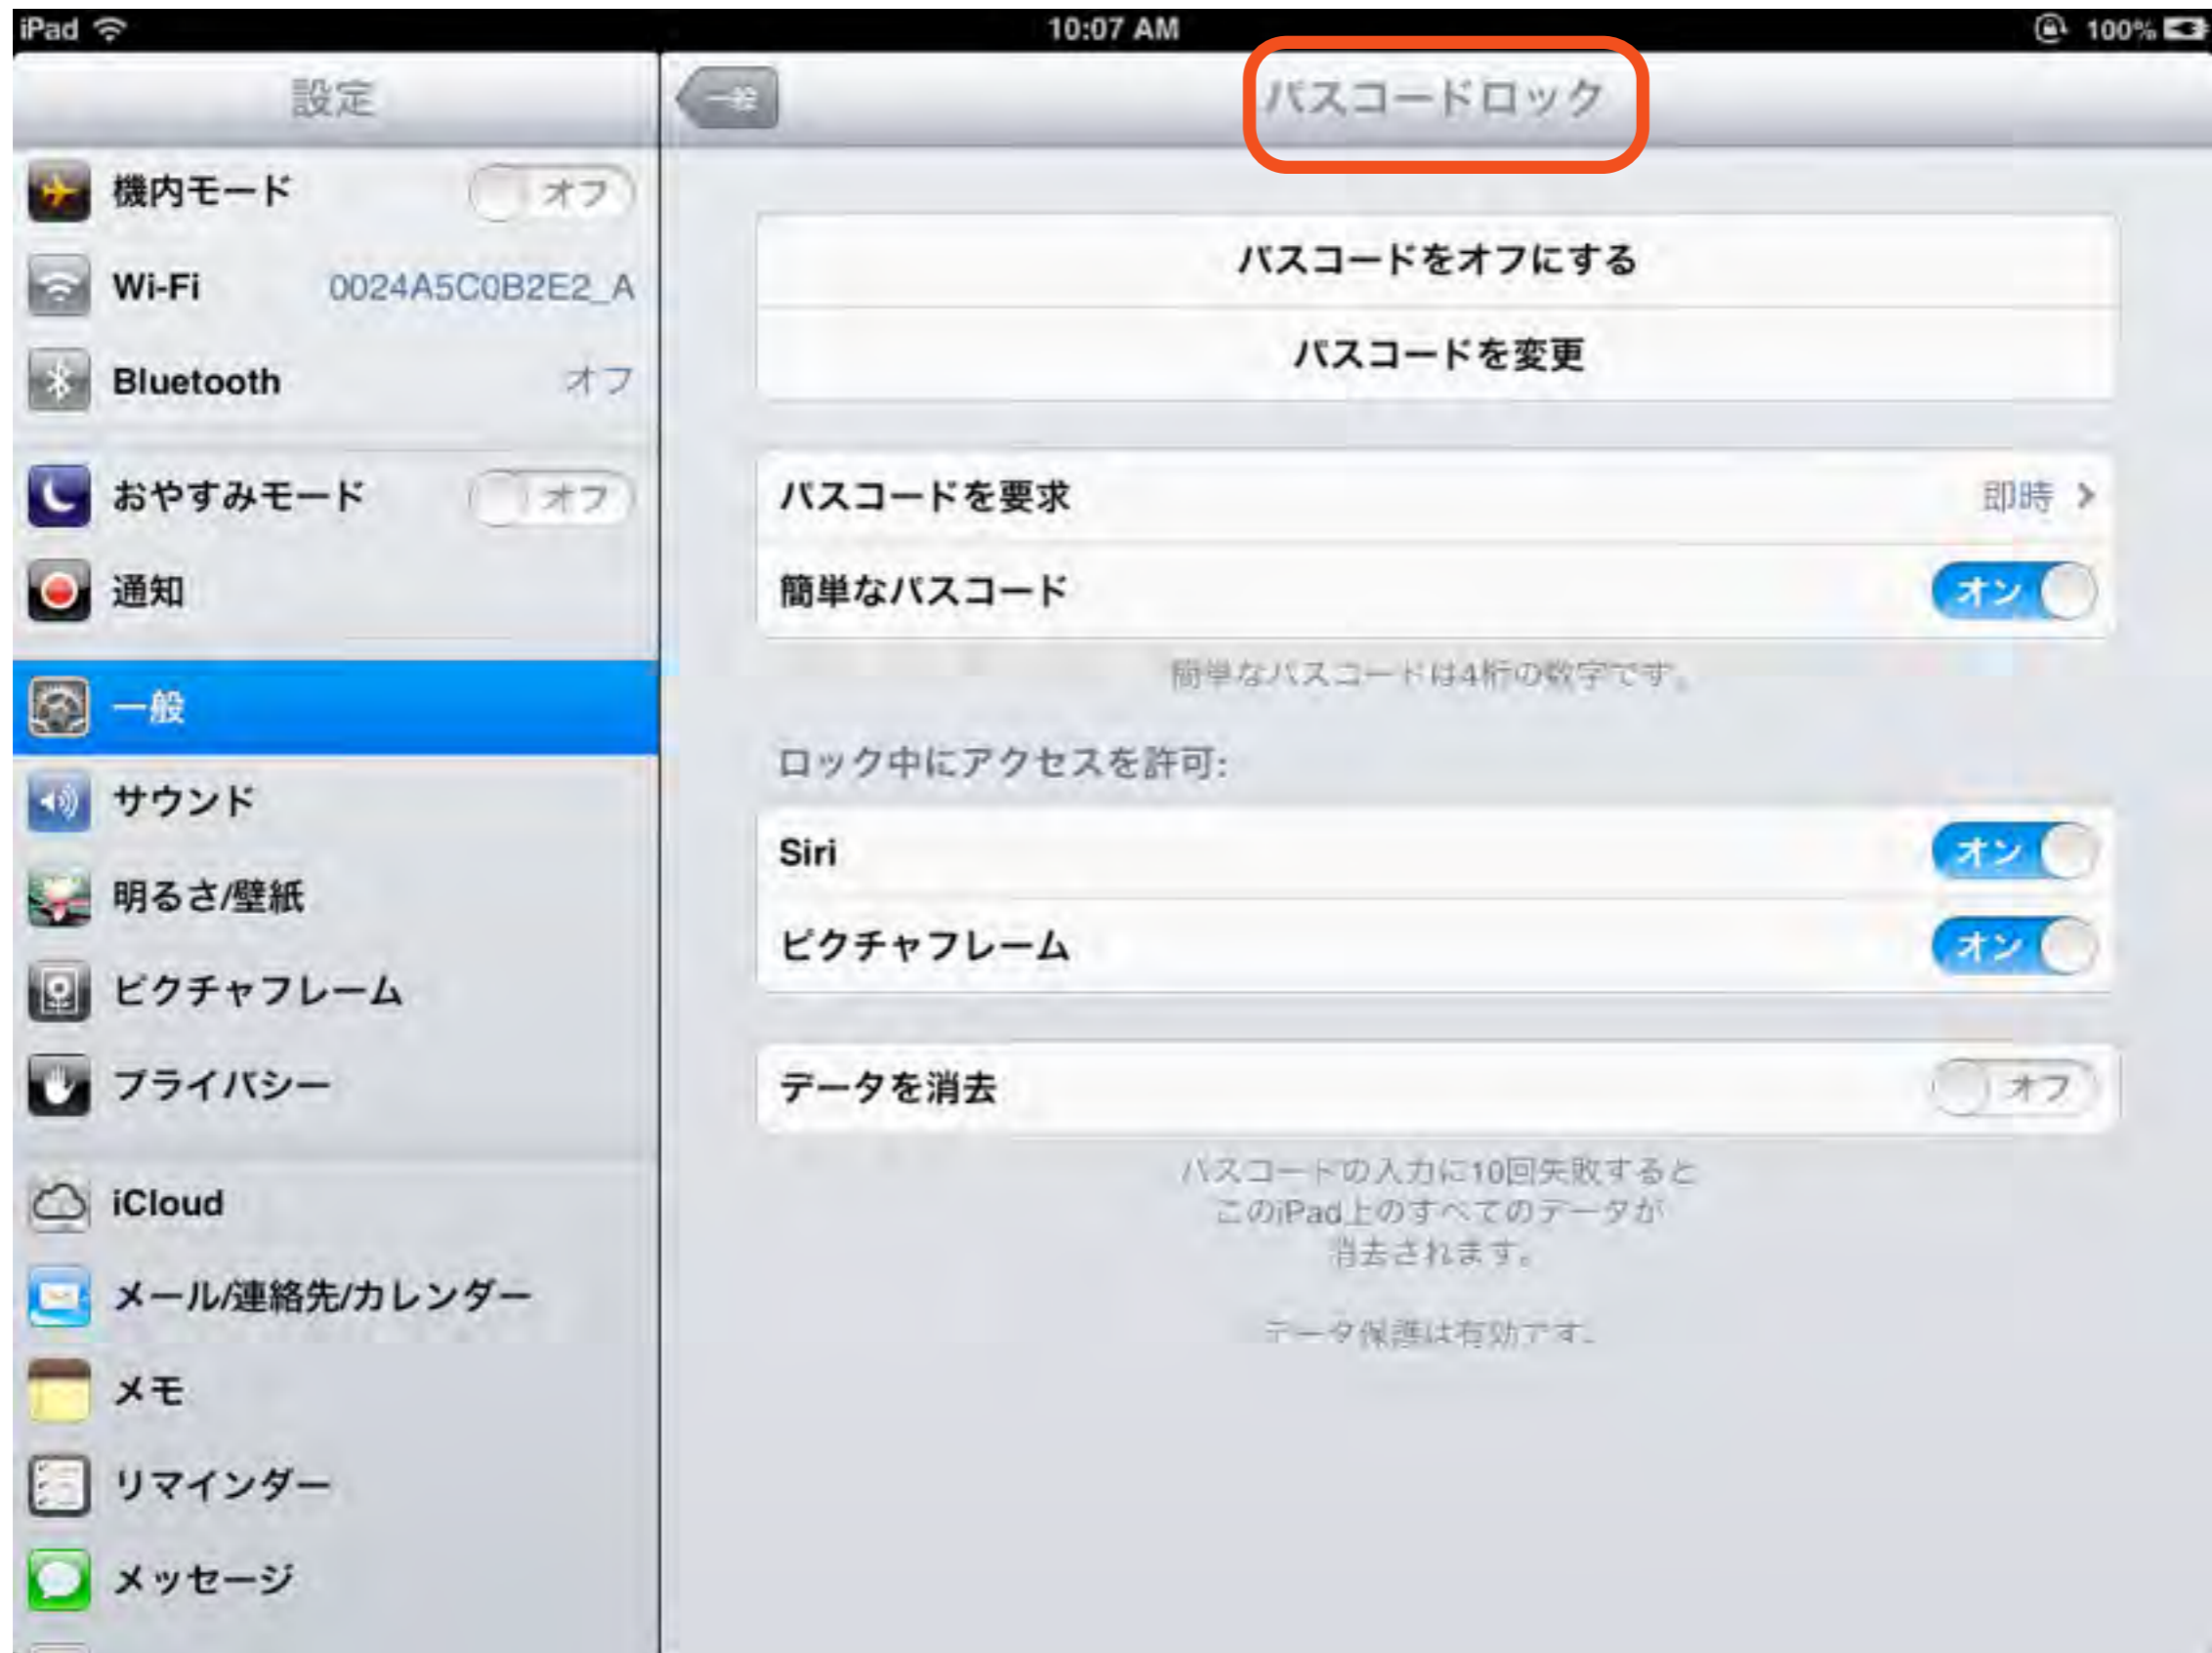 iPad
10:07 AM
100%
設定
機内モード オフ
Wi-Fi 0024A5C0B2E2_A
Bluetooth オフ
おやすみモード オフ
通知
一般
サウンド
明るさ/壁紙
ピクチャフレーム
プライバシー
iCloud
メール/連絡先/カレンダー
メモ
リマインダー
メッセージ
一般
パスコードロック
パスコードをオフにする
パスコードを変更
パスコードを要求 即時
簡単なパスコード オン
簡単なパスコードは4桁の数字です。
ロック中にアクセスを許可:
Siri オン
ピクチャフレーム オン
データを消去 オフ
パスコードの入力に10回失敗すると
このiPad上のすべてのデータが
消去されます。
データ保護は有効です。